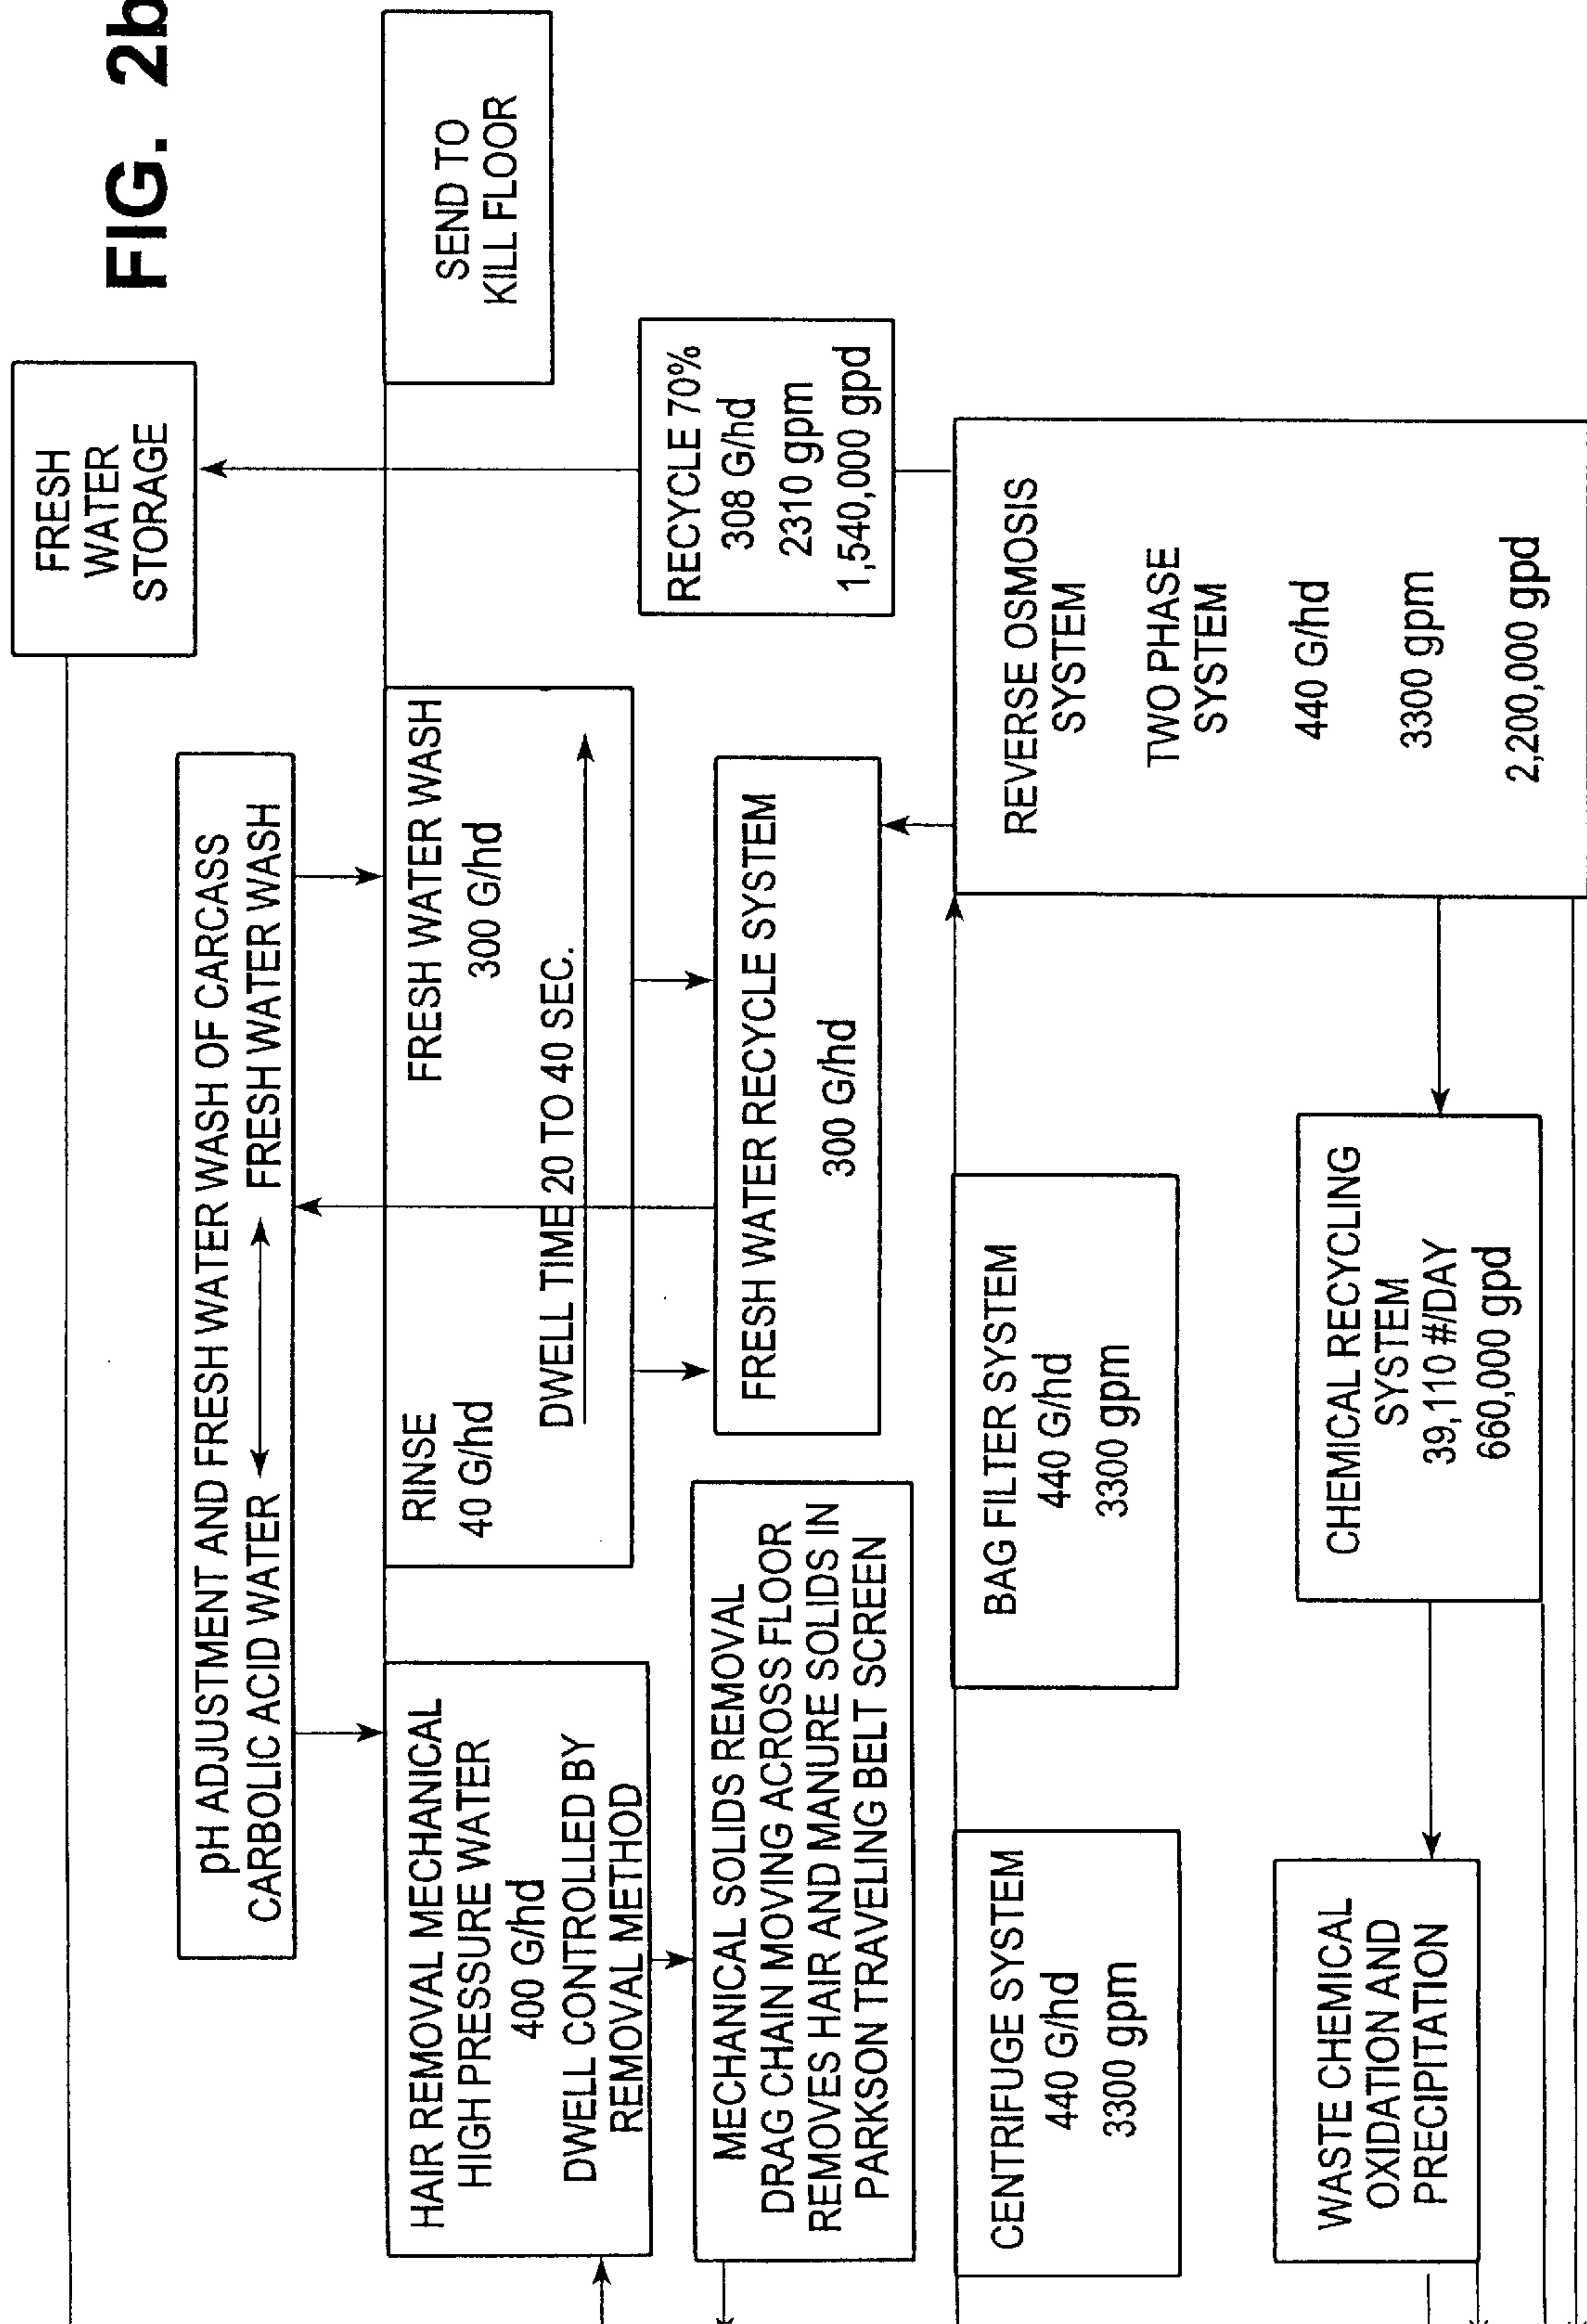 FIG. 2b
FRESH
WATER
STORAGE
pH ADJUSTMENT AND FRESH WATER WASH OF CARCASS
CARBOLIC ACID WATER
FRESH WATER WASH
HAIR REMOVAL MECHANICAL
HIGH PRESSURE WATER
400 G/hd
DWELL CONTROLLED BY
REMOVAL METHOD
RINSE
40 G/hd
FRESH WATER WASH
300 G/hd
DWELL TIME 20 TO 40 SEC.
SEND TO
KILL FLOOR
MECHANICAL SOLIDS REMOVAL
DRAG CHAIN MOVING ACROSS FLOOR
REMOVES HAIR AND MANURE SOLIDS IN
PARKSON TRAVELING BELT SCREEN
FRESH WATER RECYCLE SYSTEM
300 G/hd
RECYCLE 70%
308 G/hd
2310 gpm
1,540,000 gpd
CENTRIFUGE SYSTEM
440 G/hd
3300 gpm
BAG FILTER SYSTEM
440 G/hd
3300 gpm
REVERSE OSMOSIS
SYSTEM
TWO PHASE
SYSTEM
440 G/hd
3300 gpm
2,200,000 gpd
WASTE CHEMICAL
OXIDATION AND
PRECIPITATION
CHEMICAL RECYCLING
SYSTEM
39,110 #/DAY
660,000 gpd